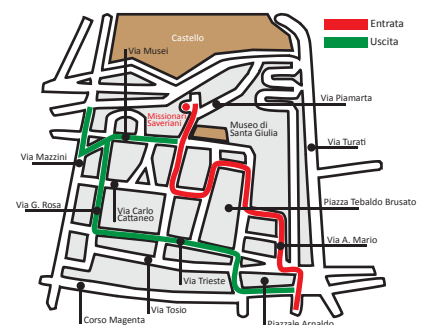 Castello
Entrata
Uscita
Via Musei
Missionari
Saveriani
Via Piamarta
Museo di
Santa Giulia
Via Turati
Via Mazzini
Via G. Rosa
Via Carlo
Cattaneo
Piazza Tebaldo Brusato
Via A. Mario
Via Trieste
Via Tosio
Corso Magenta
Piazzale Arnaldo